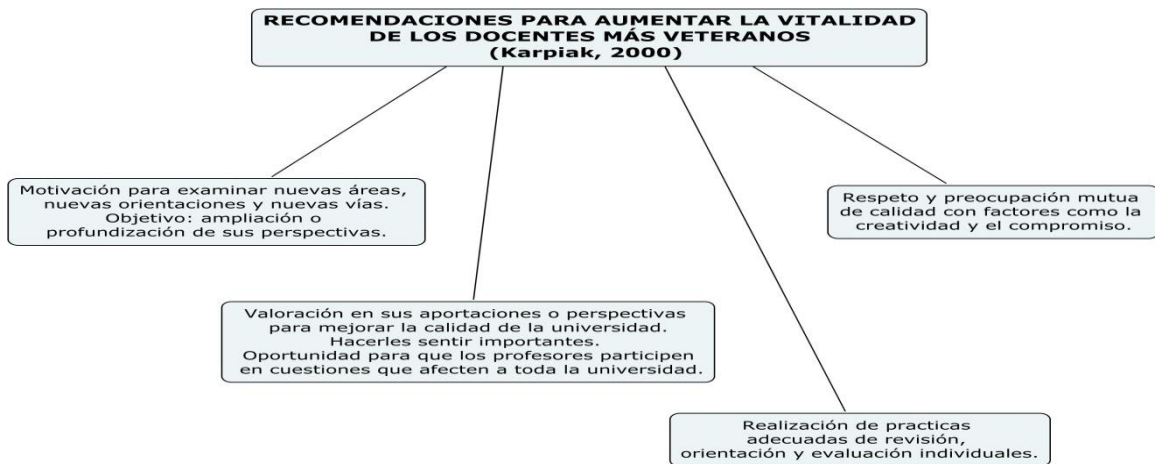 RECOMENDACIONES PARA AUMENTAR LA VITALIDAD
DE LOS DOCENTES MÁS VETERANOS
(Karpiak, 2000)
Motivación para examinar nuevas áreas,
nuevas orientaciones y nuevas vías.
Objetivo: ampliación o
profundización de sus perspectivas.
Valoración en sus aportaciones o perspectivas
para mejorar la calidad de la universidad.
Hacerles sentir importantes.
Oportunidad para que los profesores participen
en cuestiones que afecten a toda la universidad.
Realización de practicas
adecuadas de revisión,
orientación y evaluación individuales.
Respeto y preocupación mutua
de calidad con factores como la
creatividad y el compromiso.